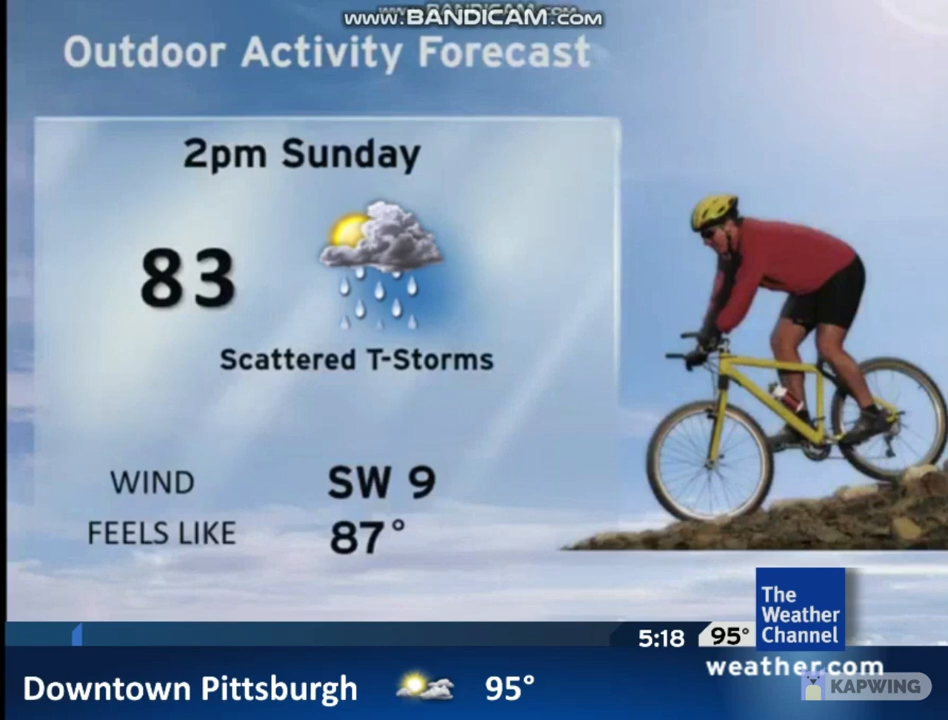 www.BANDICAM.com
Outdoor Activity Forecast
2pm Sunday
83
Scattered T-Storms
WIND SW 9
FEELS LIKE 87°
The
Weather
Channel
5:18 95°
weather.com
Downtown Pittsburgh 95°
KAPWING